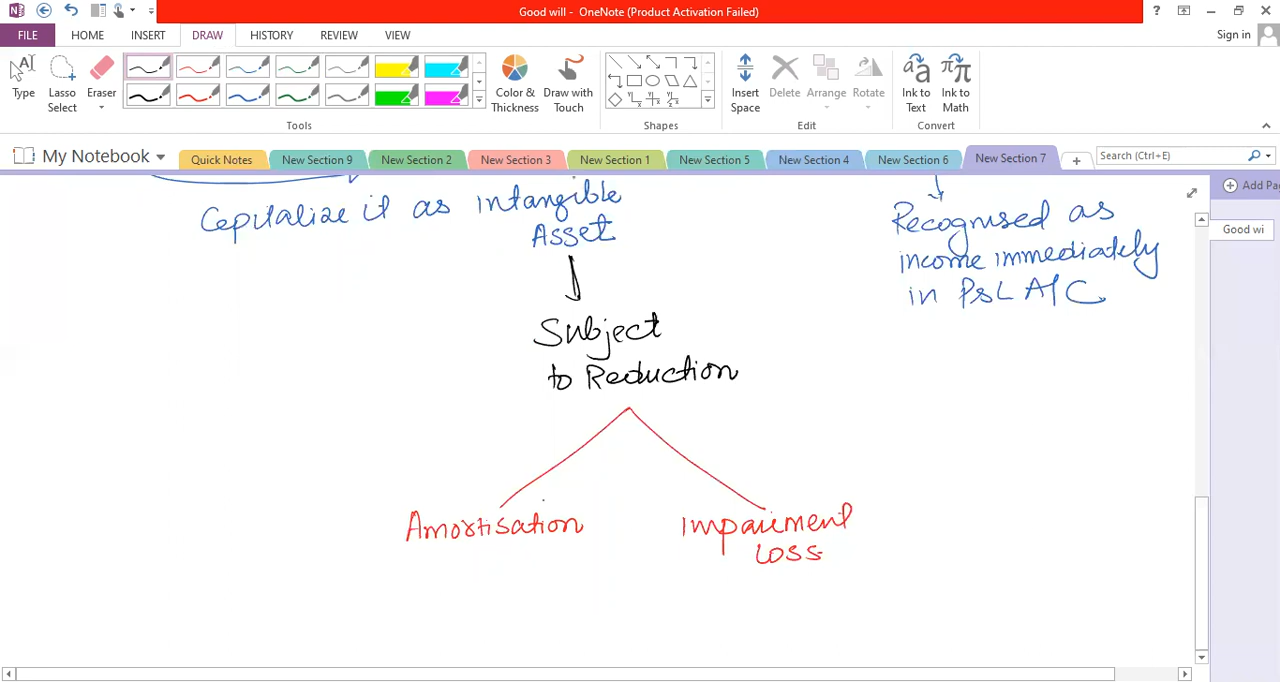 Good will - OneNote (Product Activation Failed)
FILE HOME INSERT DRAW HISTORY REVIEW VIEW
Sign in
Type
Lasso Select
Eraser
Color & Thickness
Draw with Touch
Insert Space
Delete
Arrange
Rotate
Ink to Text
Ink to Math
Tools
Shapes
Edit
Convert
My Notebook
Quick Notes New Section 9 New Section 2 New Section 3 New Section 1 New Section 5 New Section 4 New Section 6 New Section 7
Search (Ctrl+E)
Add Pag
Good wi
Capitalize it as intangible
Asset
Recognised as
income immediately
in P&L A/C
Subject
to Reduction
Amortisation
Impairment
Loss